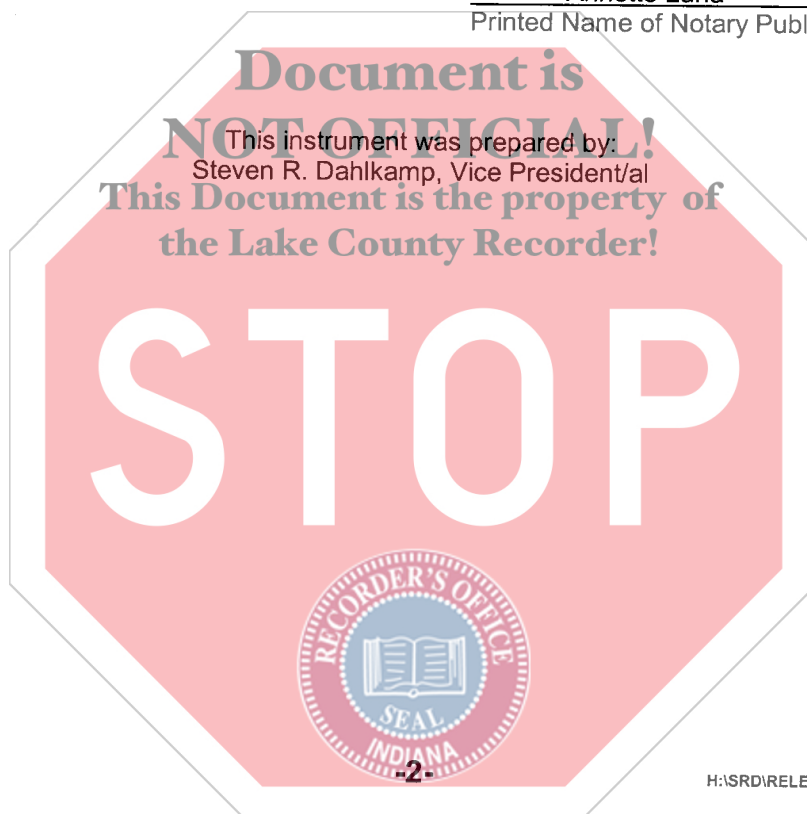 Printed Name of Notary Publ
Document is
NOT OFFICIAL!
This instrument was prepared by:
Steven R. Dahlkamp, Vice President/al
This Document is the property of
the Lake County Recorder!
STOP
RECORDER'S OFFICE
SEAL
INDIANA
-2-
H:\SRD\RELE